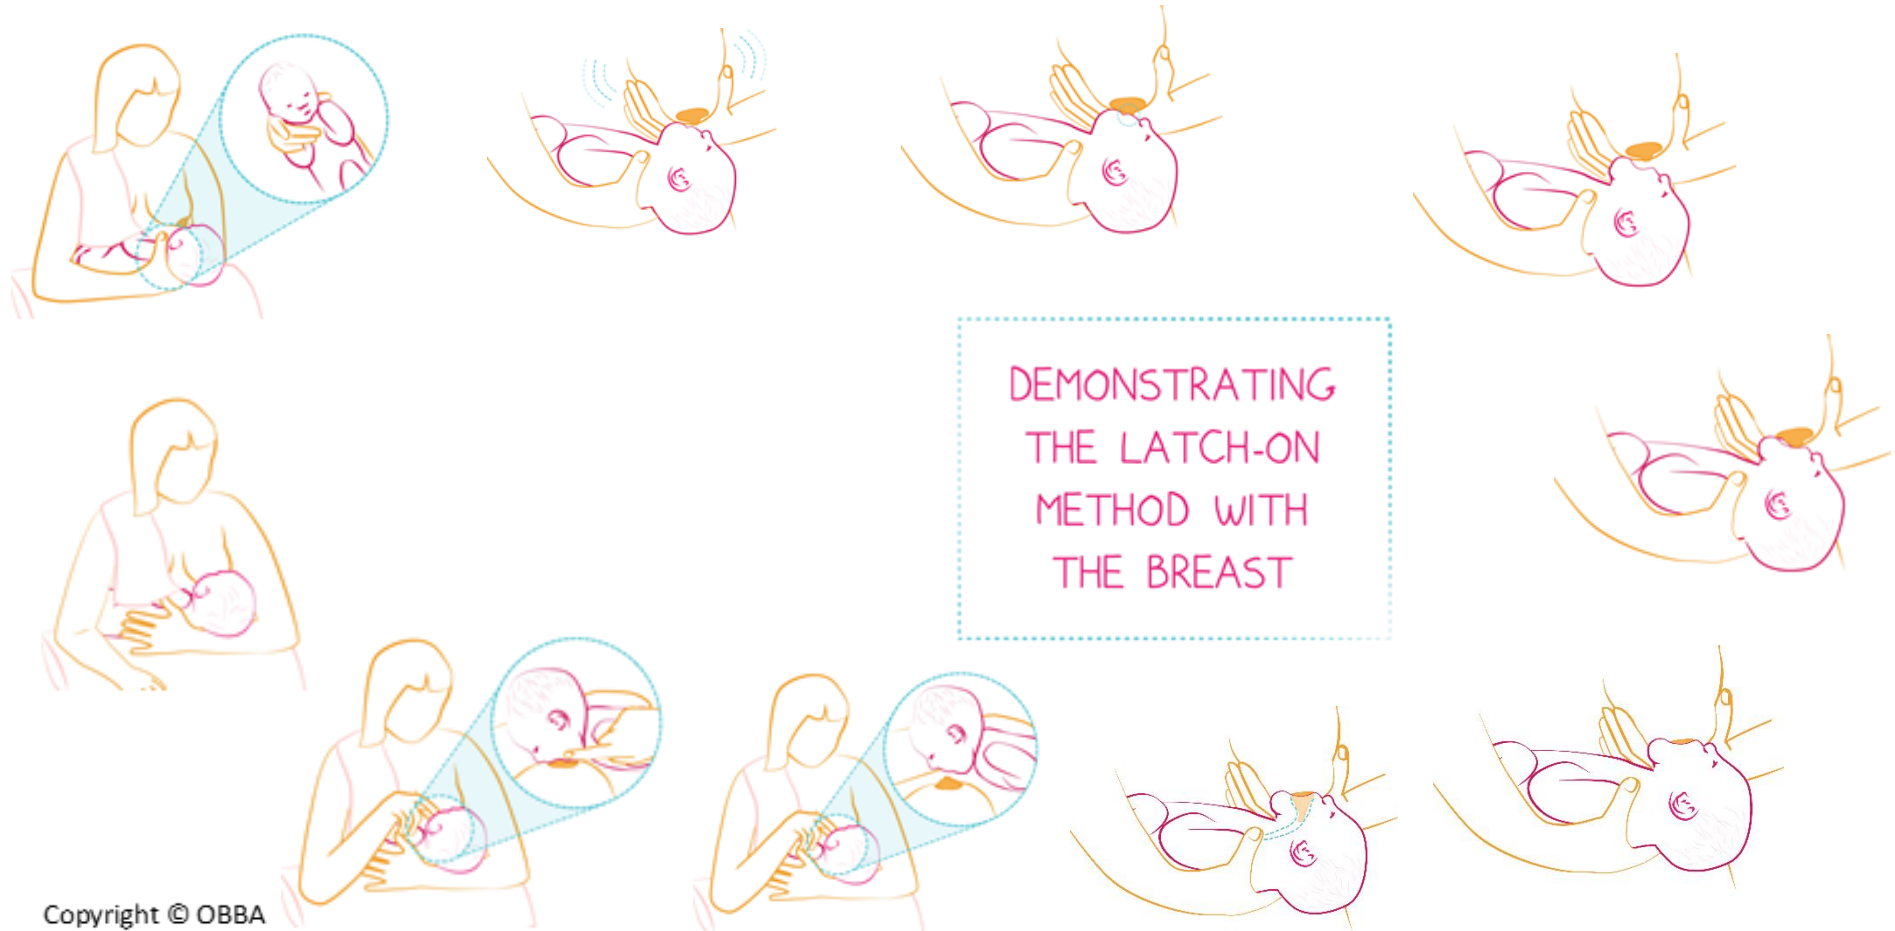 DEMONSTRATING
THE LATCH-ON
METHOD WITH
THE BREAST
Copyright © OBBA